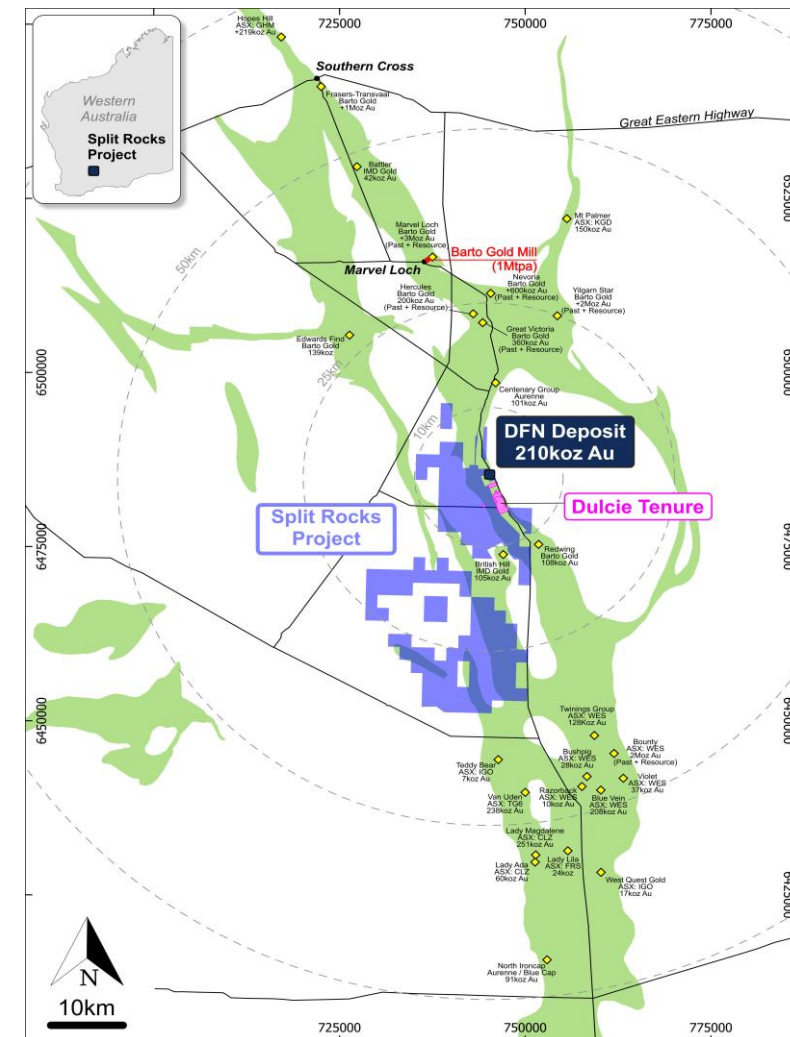 725000
750000
775000
Hopes Hill
ASX: GHM
+219koz Au
Southern Cross
Frasers-Transvaal
Barto Gold
+1Moz Au
Great Eastern Highway
Western
Australia
Split Rocks
Project
Battler
IMD Gold
42koz Au
6525000
6525000
50km
Mt Palmer
ASX: KGD
150koz Au
Marvel Loch
Barto Gold
+3Moz Au
(Past + Resource)
Barto Gold Mill
(1Mtpa)
Marvel Loch
Nevoria
Barto Gold
+600koz Au
(Past + Resource)
Hercules
Barto Gold
200koz Au
(Past + Resource)
Yilgarn Star
Barto Gold
+2Moz Au
(Past + Resource)
Great Victoria
Barto Gold
360koz Au
(Past + Resource)
Edwards Find
Barto Gold
139koz
6500000
6500000
25km
Centenary Group
Aurenne
101koz Au
10km
DFN Deposit
210koz Au
Dulcie Tenure
Split Rocks
Project
6475000
6475000
Redwing
Barto Gold
108koz Au
British Hill
IMD Gold
105koz Au
6450000
6450000
Twinings Group
ASX: WES
128Koz Au
Bounty
ASX: WES
2Moz Au
(Past + Resource)
Teddy Bear
ASX: IGO
7koz Au
Bushpig
ASX: WES
28koz Au
Violet
ASX: WES
37koz Au
Van Uden
ASX: TG6
238koz Au
Razorback
ASX: WES
10koz Au
Blue Vein
ASX: WES
208koz Au
Lady Magdalene
ASX: CLZ
251koz Au
Lady Ada
ASX: CLZ
60koz Au
Lady Lila
ASX: FRS
24koz
West Quest Gold
ASX: IGO
17koz Au
6425000
North Ironcap
Aurenne / Blue Cap
91koz Au
N
10km
725000
750000
775000